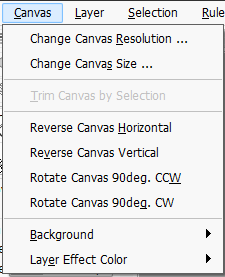 Canvas Layer Selection Rule
Change Canvas Resolution ...
Change Canvas Size ...
Trim Canvas by Selection
Reverse Canvas Horizontal
Reverse Canvas Vertical
Rotate Canvas 90deg. CCW
Rotate Canvas 90deg. CW
Background
Layer Effect Color